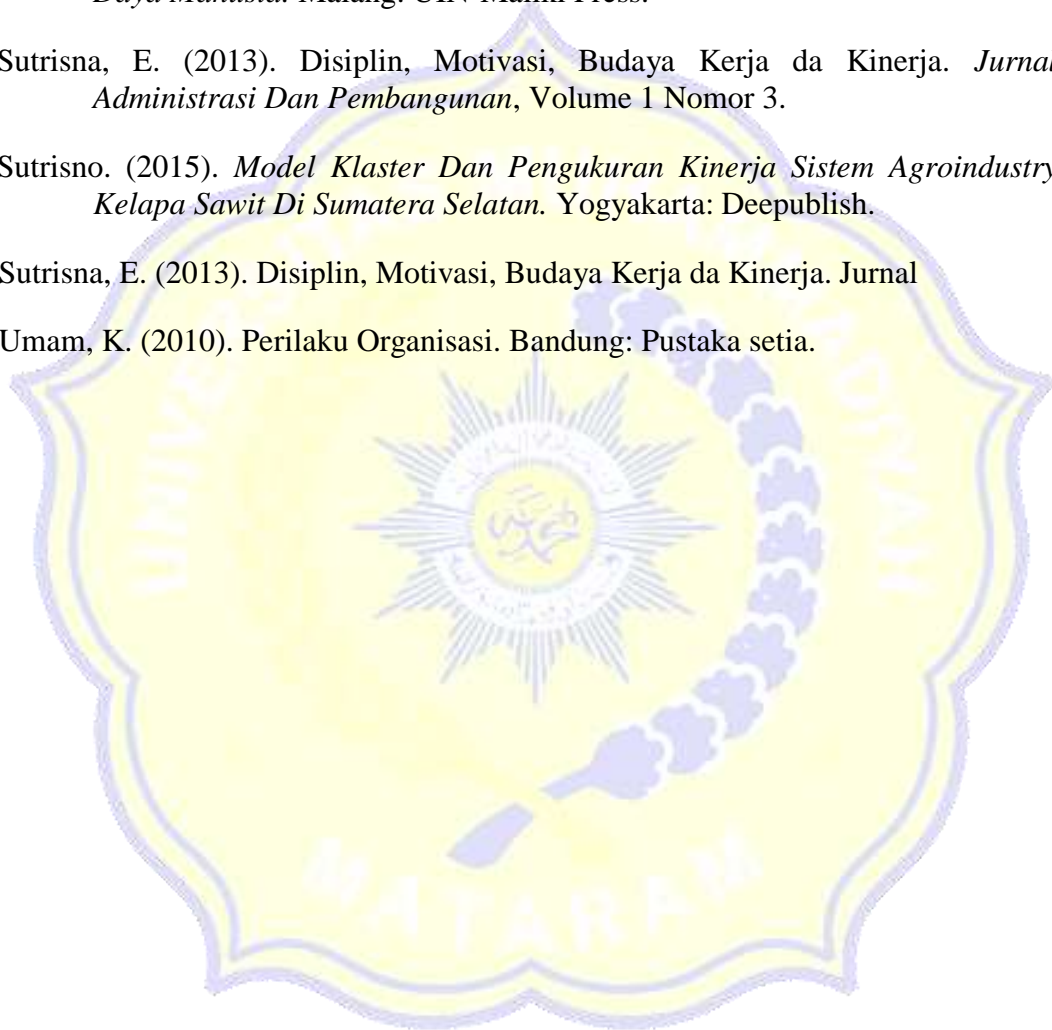 Daya Manusia. Malang: UIN-Maliki Press.
Sutrisna, E. (2013). Disiplin, Motivasi, Budaya Kerja da Kinerja. Jurnal
Administrasi Dan Pembangunan, Volume 1 Nomor 3.
Sutrisno. (2015). Model Klaster Dan Pengukuran Kinerja Sistem Agroindustry
Kelapa Sawit Di Sumatera Selatan. Yogyakarta: Deepublish.
Sutrisna, E. (2013). Disiplin, Motivasi, Budaya Kerja da Kinerja. Jurnal
Umam, K. (2010). Perilaku Organisasi. Bandung: Pustaka setia.
UNIVERSITAS MUHAMMADIYAH
MATARAM